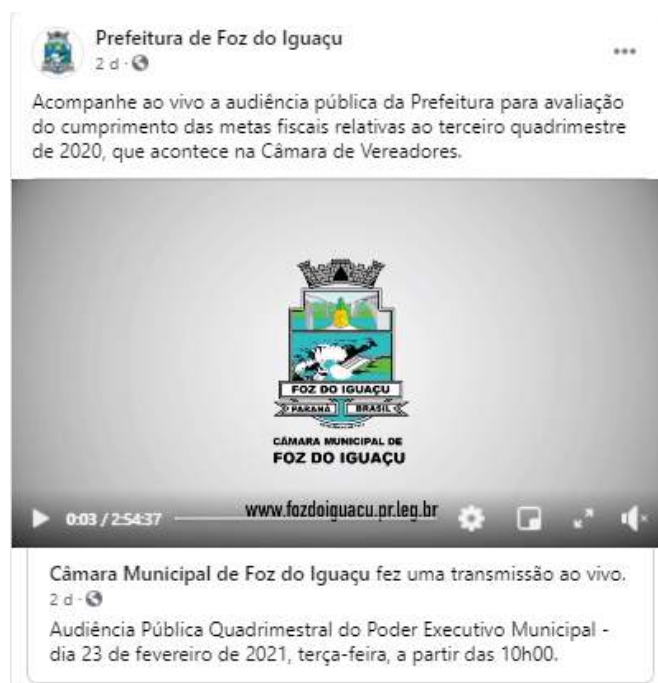 Prefeitura de Foz do Iguaçu
2 d
Acompanhe ao vivo a audiência pública da Prefeitura para avaliação
do cumprimento das metas fiscais relativas ao terceiro quadrimestre
de 2020, que acontece na Câmara de Vereadores.
FOZ DO IGUAÇU
PARANÁ BRASIL
CÂMARA MUNICIPAL DE
FOZ DO IGUAÇU
www.fozdoiguacu.pr.leg.br
0:03 / 2:54:37
Câmara Municipal de Foz do Iguaçu fez uma transmissão ao vivo.
2 d
Audiência Pública Quadrimestral do Poder Executivo Municipal -
dia 23 de fevereiro de 2021, terça-feira, a partir das 10h00.